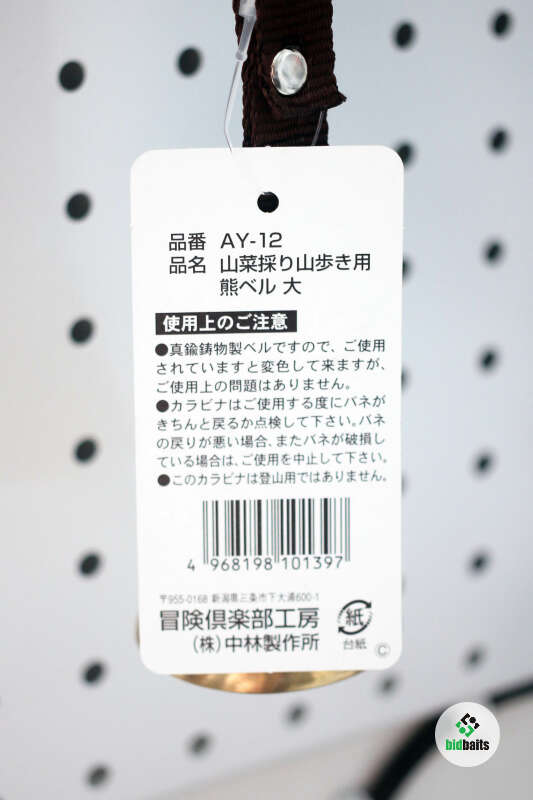 品番 AY-12
品名 山菜採り山歩き用
熊ベル 大
使用上のご注意
●真鍮鋳物製ベルですので、ご使用
されていますと変色して来ますが、
ご使用上の問題はありません。
●カラビナはご使用する度にバネが
きちんと戻るか点検して下さい。バネ
の戻りが悪い場合、またバネが破損し
ている場合は、ご使用を中止して下さい。
●このカラビナは登山用ではありません。
4 968198 101397
〒955-0168 新潟県三条市下大浦600-1
冒険倶楽部工房
(株)中林製作所
紙
台紙
©
bidbaits